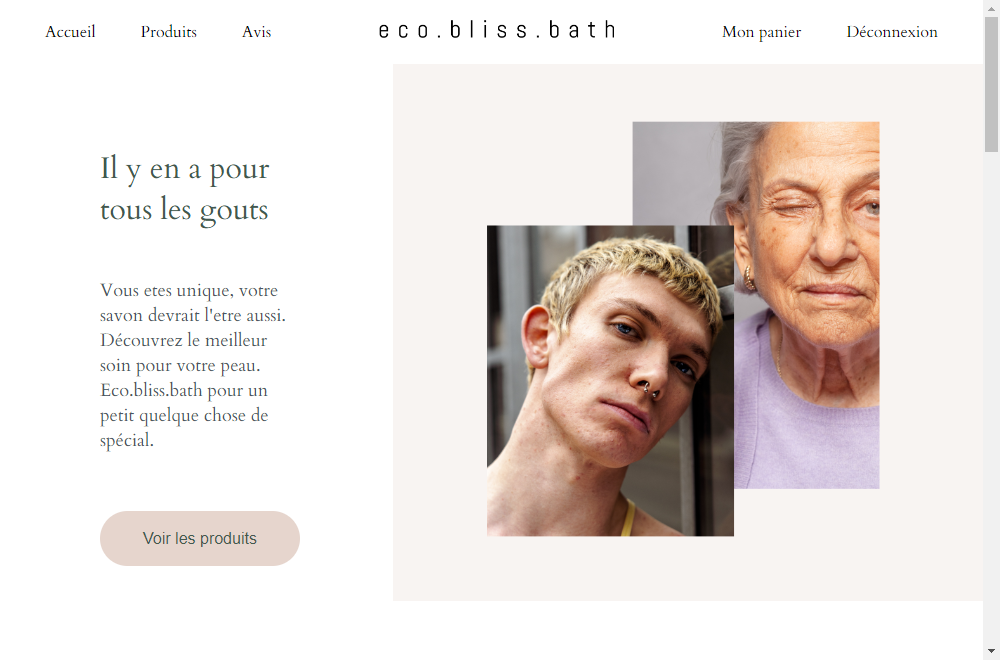 Accueil Produits Avis eco.bliss.bath Mon panier Déconnexion
Il y en a pour
tous les gouts
Vous etes unique, votre
savon devrait l'etre aussi.
Découvrez le meilleur
soin pour votre peau.
Eco.bliss.bath pour un
petit quelque chose de
spécial.
Voir les produits